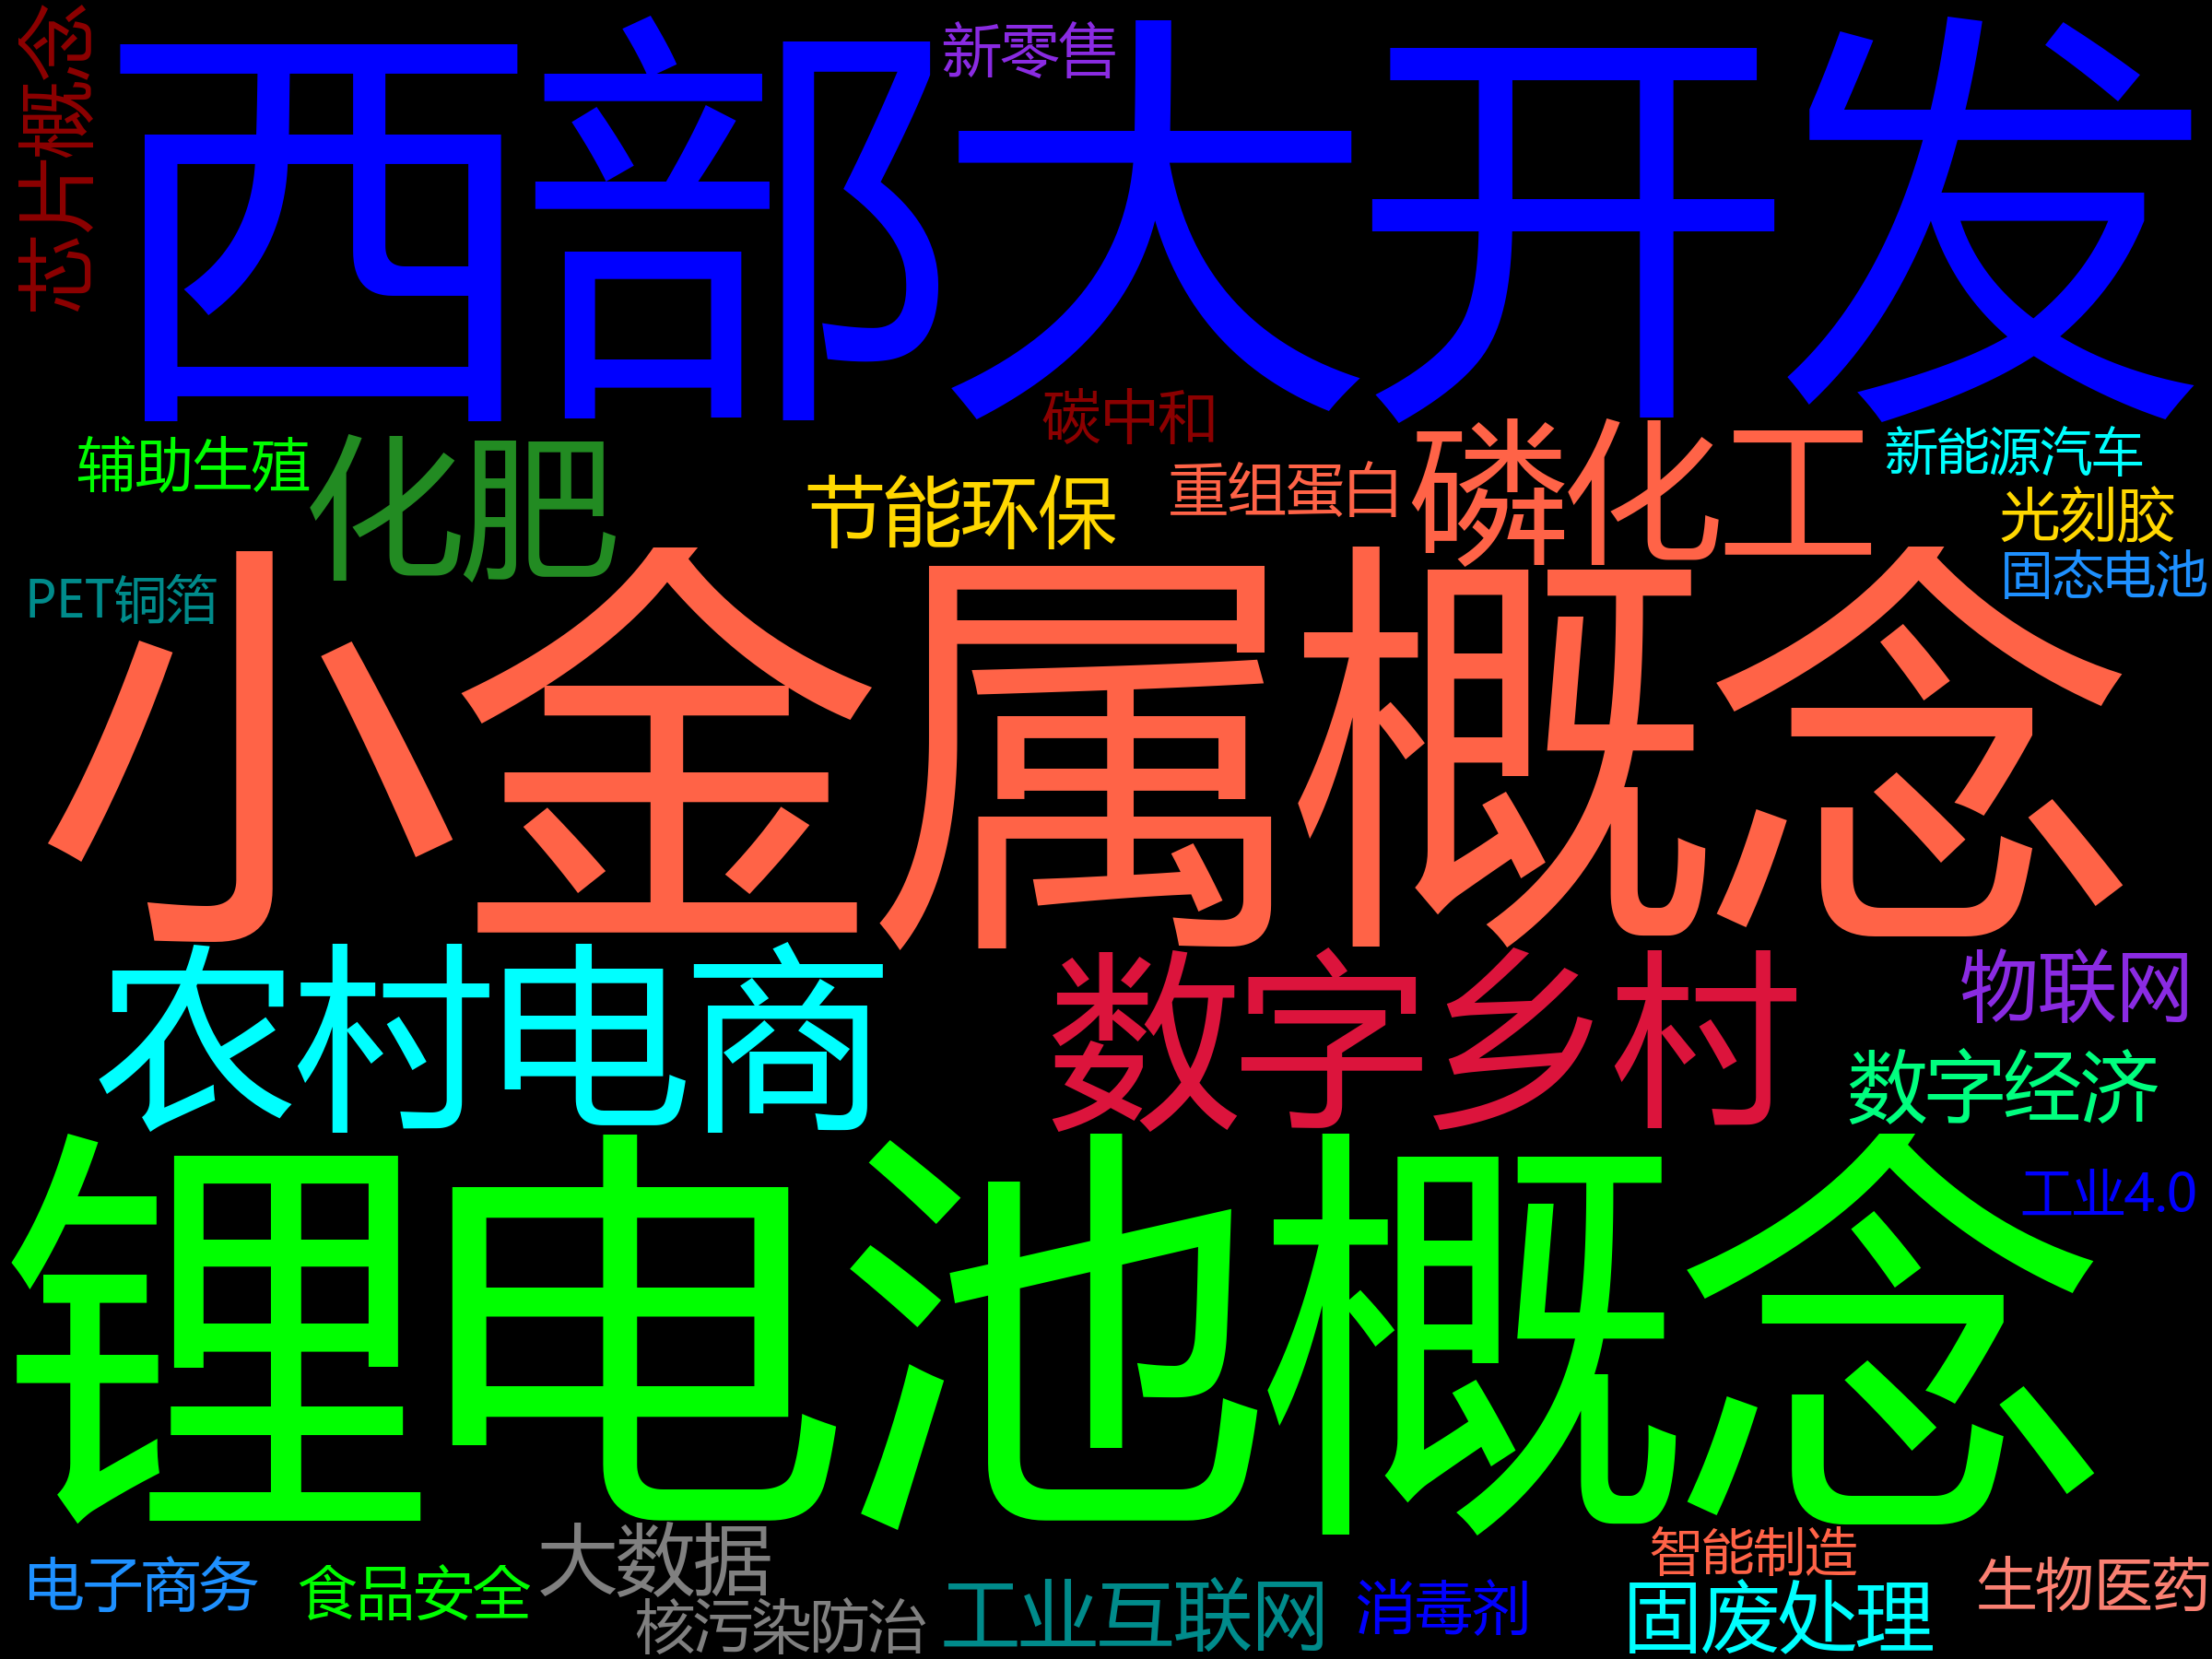 芯片概念
西部大开发
新零售
碳中和
辅助生殖
化肥
节能环保
重组蛋白
磷化工
新能源汽车
光刻胶
固态电池
PET铜箔
小金属概念
农村电商
数字乡村
物联网
数字经济
工业4.0
锂电池概念
电子商务
食品安全
大数据
核污染防治
工业互联网
消毒剂
智能制造
固废处理
生物医药